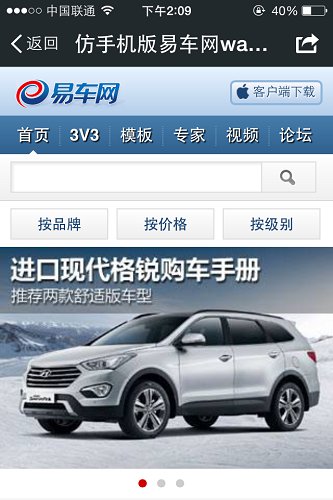 中国联通 下午2:09 40%
返回 仿手机版易车网wa...
易车网 客户端下载
首页 3V3 模板 专家 视频 论坛
按品牌 按价格 按级别
进口现代格锐购车手册
推荐两款舒适版车型